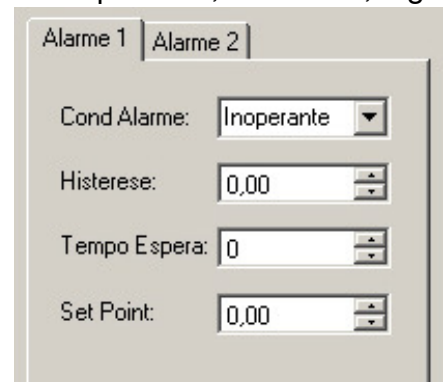 Alarme 1 Alarme 2
Cond Alarme: Inoperante
Histerese: 0,00
Tempo Espera: 0
Set Point: 0,00